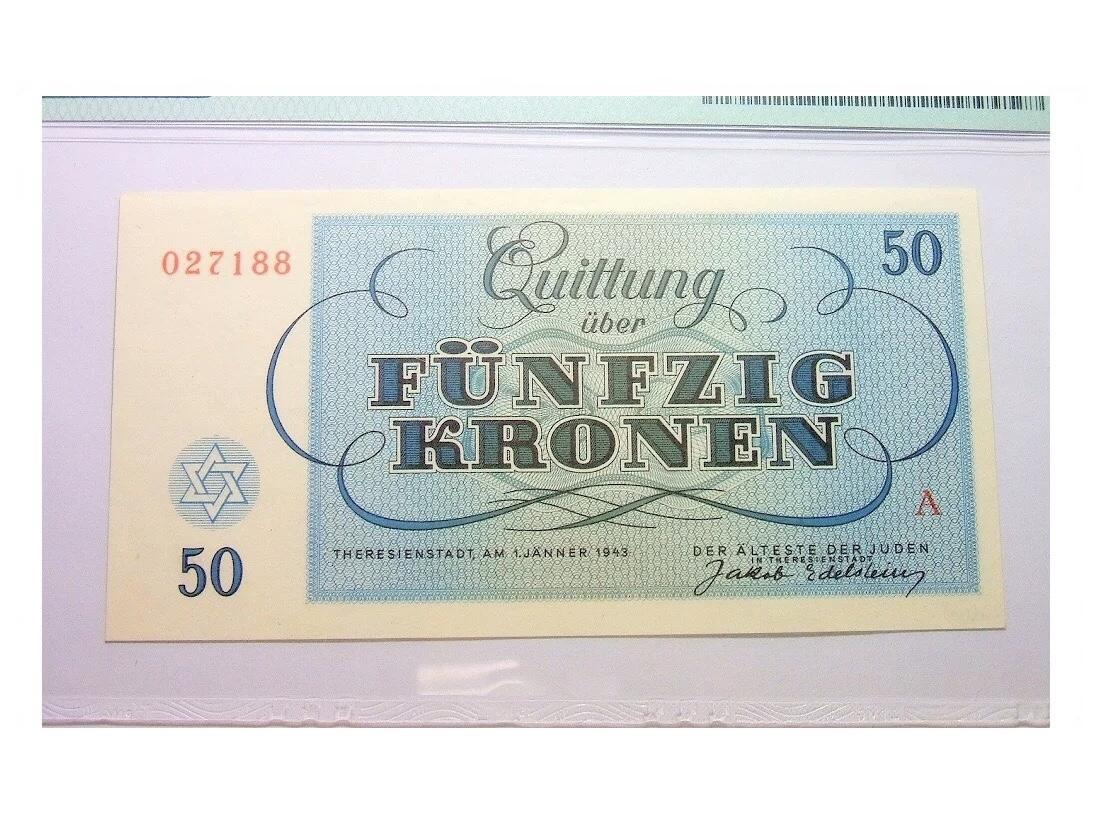 027188
50
Quittung
über
FÜNFZIG
KRONEN
A
50
THERESIENSTADT, AM 1. JÄNNER 1943
DER ÄLTESTE DER JUDEN
IN THERESIENSTADT
Jakob Edelstein